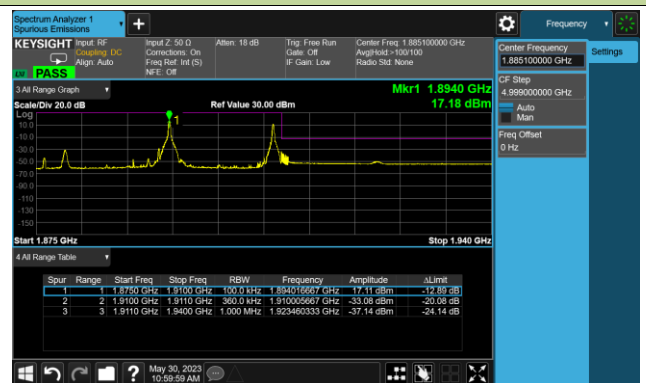 Spectrum Analyzer 1
Spurious Emissions
Frequency
KEYSIGHT
Input: RF
Coupling: DC
Align: Auto
Input Z: 50 Ω
Corrections: On
Freq Ref: Int (S)
NFE: Off
Atten: 18 dB
Trig: Free Run
Gate: Off
IF Gain: Low
Center Freq: 1.885100000 GHz
Avg|Hold:>100/100
Radio Std: None
PASS
Center Frequency
1.885100000 GHz
Settings
CF Step
4.999000000 GHz
Auto
Man
Freq Offset
0 Hz
3 All Range Graph
Mkr1 1.8940 GHz
17.18 dBm
Scale/Div 20.0 dB
Ref Value 30.00 dBm
Log
10.0
-10.0
-30.0
-50.0
-70.0
-90.0
-110
-130
-150
1
Start 1.875 GHz
Stop 1.940 GHz
4 All Range Table
Spur Range Start Freq Stop Freq RBW Frequency Amplitude ΔLimit
1 1 1.8750 GHz 1.9100 GHz 100.0 kHz 1.894016667 GHz 17.11 dBm -12.89 dB
2 2 1.9100 GHz 1.9110 GHz 360.0 kHz 1.910005667 GHz -33.08 dBm -20.08 dB
3 3 1.9110 GHz 1.9400 GHz 1.000 MHz 1.923460333 GHz -37.14 dBm -24.14 dB
May 30, 2023
10:59:59 AM